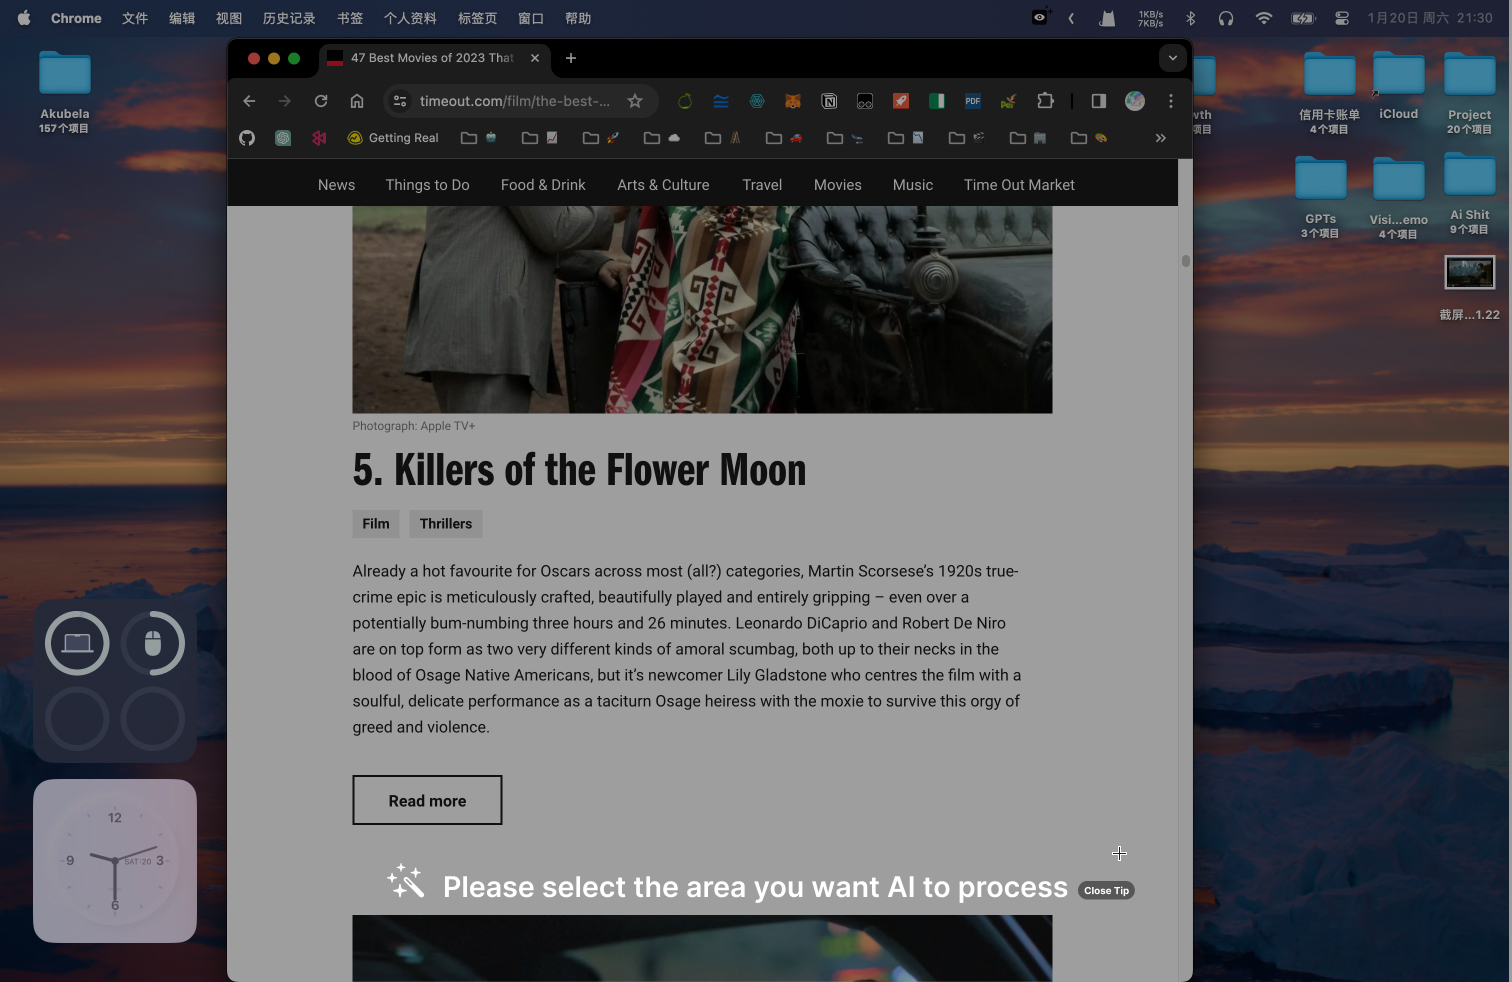 Chrome 文件 编辑 视图 历史记录 书签 个人资料 标签页 窗口 帮助
1KB/s
7KB/s
1月20日 周六 21:30
Akubela
157个项目
47 Best Movies of 2023 That
timeout.com/film/the-best-...
PDF
Getting Real
News Things to Do Food & Drink Arts & Culture Travel Movies Music Time Out Market
信用卡账单
4个项目
iCloud
Project
20个项目
GPTs
3个项目
Visi...emo
4个项目
Ai Shit
9个项目
截屏...1.22
Photograph: Apple TV+
5. Killers of the Flower Moon
Film Thrillers
Already a hot favourite for Oscars across most (all?) categories, Martin Scorsese's 1920s true-
crime epic is meticulously crafted, beautifully played and entirely gripping – even over a
potentially bum-numbing three hours and 26 minutes. Leonardo DiCaprio and Robert De Niro
are on top form as two very different kinds of amoral scumbag, both up to their necks in the
blood of Osage Native Americans, but it's newcomer Lily Gladstone who centres the film with a
soulful, delicate performance as a taciturn Osage heiress with the moxie to survive this orgy of
greed and violence.
Read more
Please select the area you want AI to process Close Tip
12
9 SAT 20 3
6